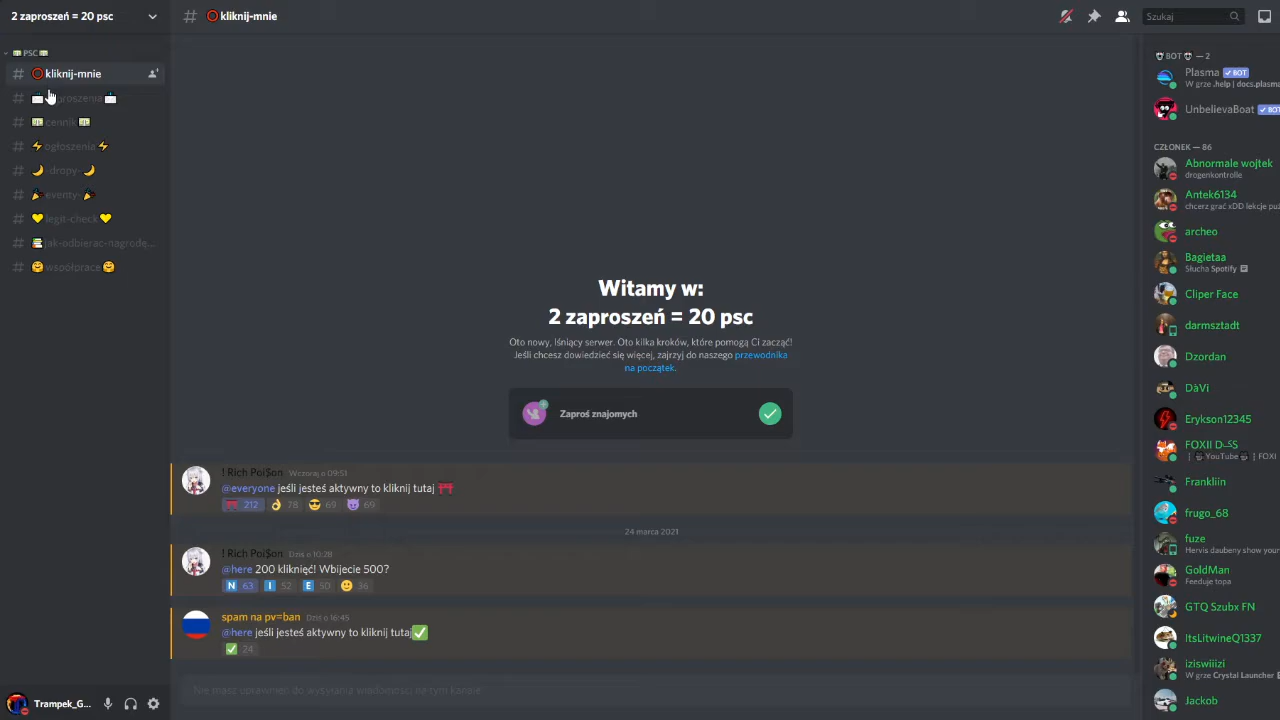 2 zaproszeń = 20 psc
PSC
kliknij-mnie
cennik
ogłoszenia
dropy-
eventy-
legit-check
jak-odbierac-nagrode...
wsoółprace
Trampek_G...
kliknij-mnie
Szukaj
Witamy w:
2 zaproszeń = 20 psc
Oto nowy, lśniący serwer. Oto kilka kroków, które pomogą Ci zacząć!
Jeśli chcesz dowiedzieć się więcej, zajrzyj do naszego przewodnika
na początek.
Zaproś znajomych
! Rich Poi$on Wczoraj o 09:51
@everyone jeśli jesteś aktywny to kliknij tutaj
212 78 69 69
24 marca 2021
! Rich Poi$on Dziś o 10:28
@here 200 kliknięć! Wbijecie 500?
N 63 I 52 E 50 36
spam na pv=ban Dziś o 16:45
@here jeśli jesteś aktywny to kliknij tutaj
24
Nie masz uprawnień do wysyłania wiadomości na tym kanale.
BOT — 2
Plasma BOT
W grze .help | docs.plasma
UnbelievaBoat BOT
CZŁONEK — 86
Abnormale wojtek
drogenkontrolle
Antek6134
chcerz grać xDD lekcje puź
archeo
Bagietaa
Słucha Spotify
Cliper Face
darmsztadt
Dzordan
DàVi
Erykson12345
FOXII
[ YouTube ] FOXI
Frankliin
frugo_68
fuze
Hervis daubeny show your
GoldMan
Feeduje topa
GTQ Szubx FN
ItsLitwineQ1337
iziswiiizi
W grze Crystal Launcher
Jackob